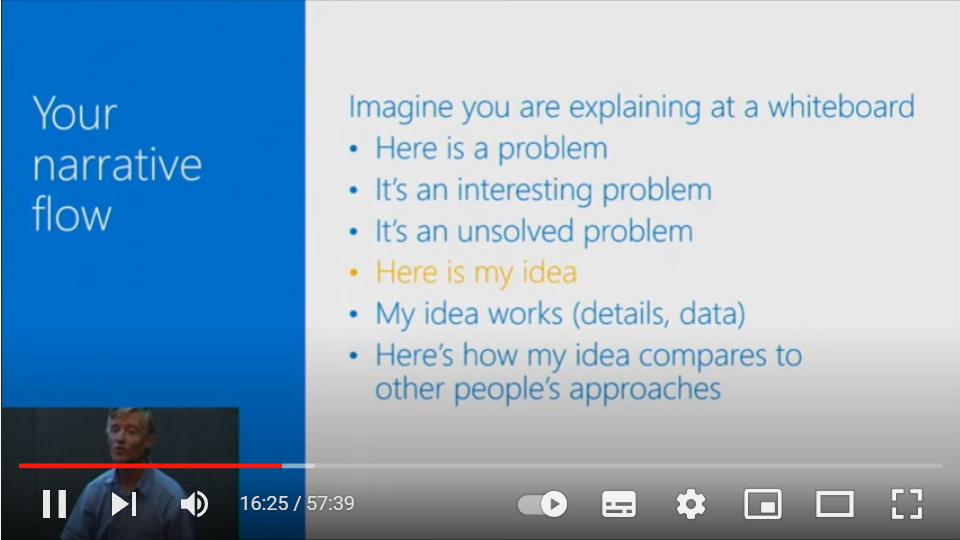 Your
narrative
flow
Imagine you are explaining at a whiteboard
• Here is a problem
• It's an interesting problem
• It's an unsolved problem
• Here is my idea
• My idea works (details, data)
• Here's how my idea compares to
other people's approaches
16:25 / 57:39